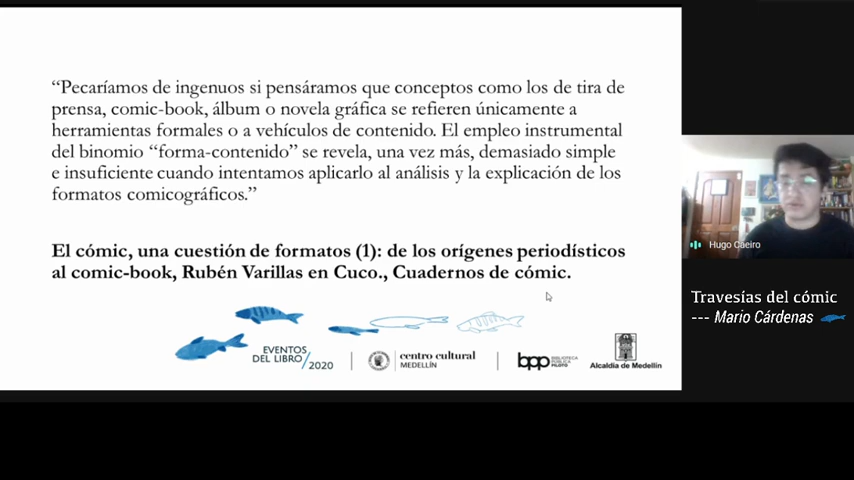 “Pecaríamos de ingenuos si pensáramos que conceptos como los de tira de
prensa, comic-book, álbum o novela gráfica se refieren únicamente a
herramientas formales o a vehículos de contenido. El empleo instrumental
del binomio “forma-contenido” se revela, una vez más, demasiado simple
e insuficiente cuando intentamos aplicarlo al análisis y la explicación de los
formatos comicográficos.”
El cómic, una cuestión de formatos (1): de los orígenes periodísticos
al comic-book, Rubén Varillas en Cuco., Cuadernos de cómic.
Hugo Caeiro
Travesías del cómic
--- Mario Cárdenas
EVENTOS
DEL LIBRO/2020
centro cultural
MEDELLÍN
bpp
BIBLIOTECA
PÚBLICA
PILOTO
Alcaldía de Medellín